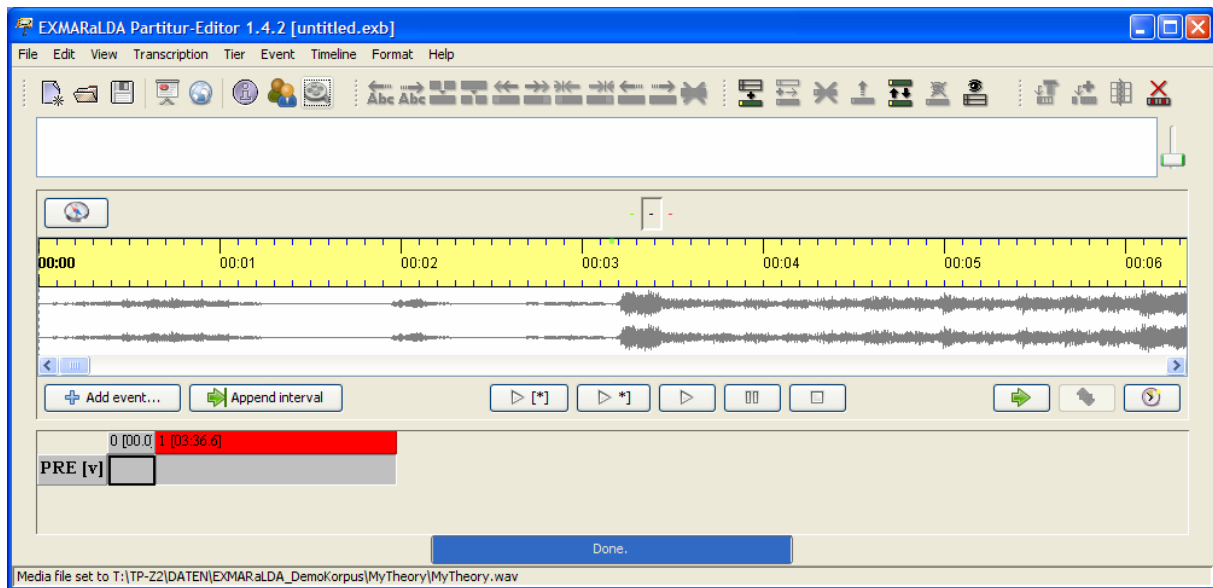 EXMARaLDA Partitur-Editor 1.4.2 [untitled.exb]
File Edit View Transcription Tier Event Timeline Format Help
Abc Abc
- - -
00:00 00:01 00:02 00:03 00:04 00:05 00:06
Add event... Append interval [*] *]
0 [00.0 1 [03:36.6]
PRE [v]
Done.
Media file set to T:\TP-Z2\DATEN\EXMARaLDA_DemoKorpus\MyTheory\MyTheory.wav